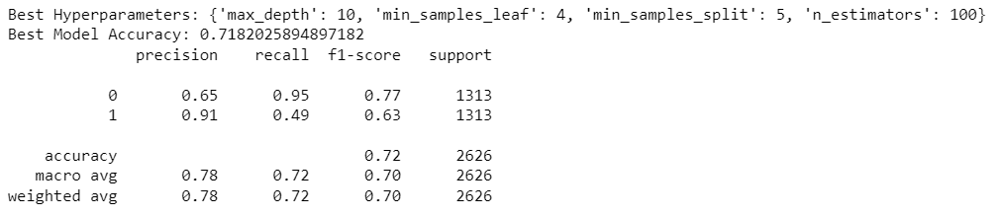 Best Hyperparameters: {'max_depth': 10, 'min_samples_leaf': 4, 'min_samples_split': 5, 'n_estimators': 100}
Best Model Accuracy: 0.7182025894897182
              precision    recall  f1-score   support

           0       0.65      0.95      0.77      1313
           1       0.91      0.49      0.63      1313

    accuracy                           0.72      2626
   macro avg       0.78      0.72      0.70      2626
weighted avg       0.78      0.72      0.70      2626